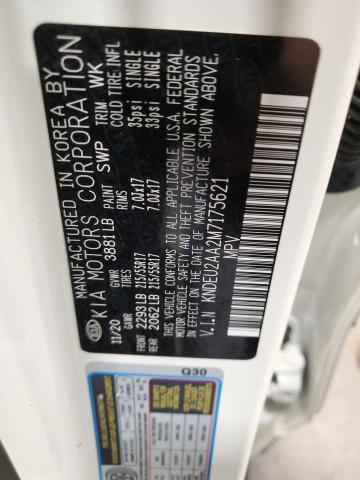 MANUFACTURED IN KOREA BY
KIA MOTORS CORPORATION
11/20 GVWR 3881LB PAINT SWP TRIM WK
GAWR TIRES RIMS COLD TIRE INFL
FRONT 2293LB 215/55R17 7.0JX17 35psi SINGLE
REAR 2062LB 215/55R17 7.0JX17 33psi SINGLE
THIS VEHICLE CONFORMS TO ALL APPLICABLE U.S.A. FEDERAL
MOTOR VEHICLE SAFETY AND THEFT PREVENTION STANDARDS
IN EFFECT ON THE DATE OF MANUFACTURE SHOWN ABOVE.
V.I.N KNDEU2AA2M7175621
MPV
Q30